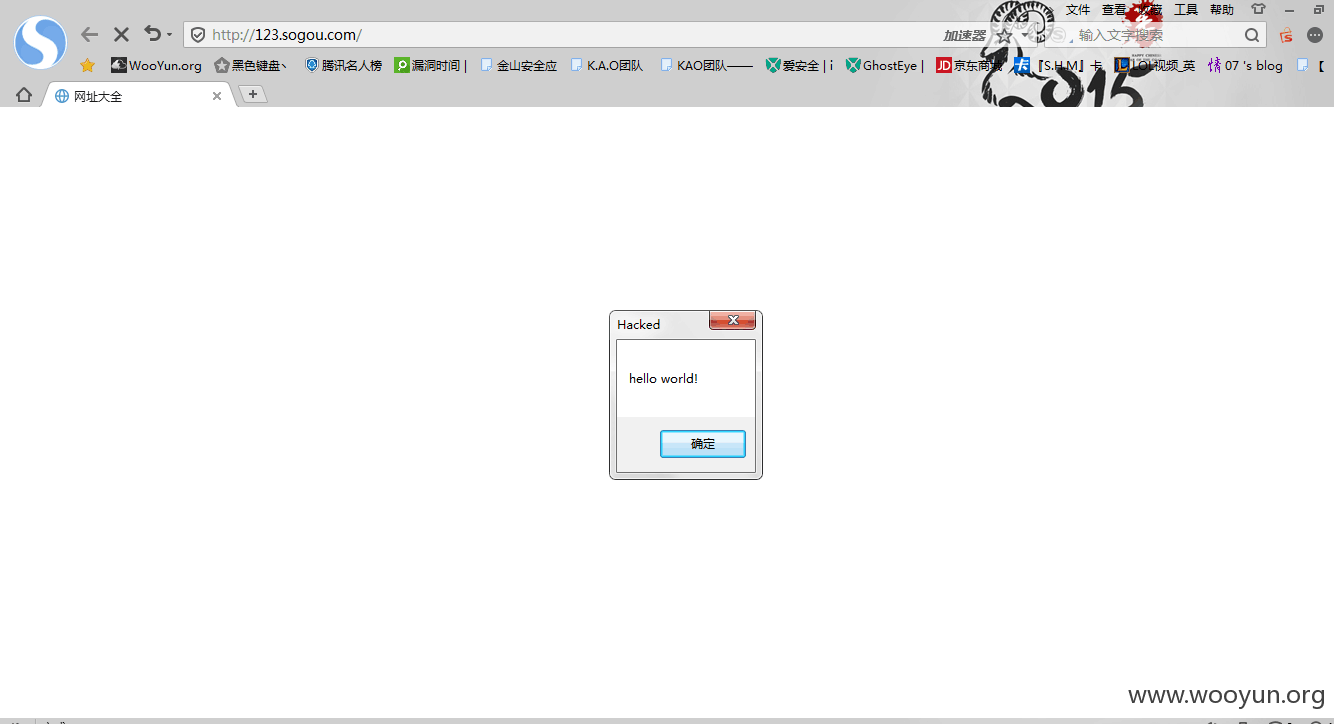 文件 查看 收藏 工具 帮助
http://123.sogou.com/ 加速器 输入文字搜索
WooYun.org 黑色键盘丶 腾讯名人榜 漏洞时间 | 金山安全应 K.A.O团队 KAO团队—— 爱安全 | i GhostEye | JD 京东商城 『S.H.M』卡 LOL视频_英 情 07 's blog 【
网址大全
2015
Hacked
hello world!
确定
www.wooyun.org